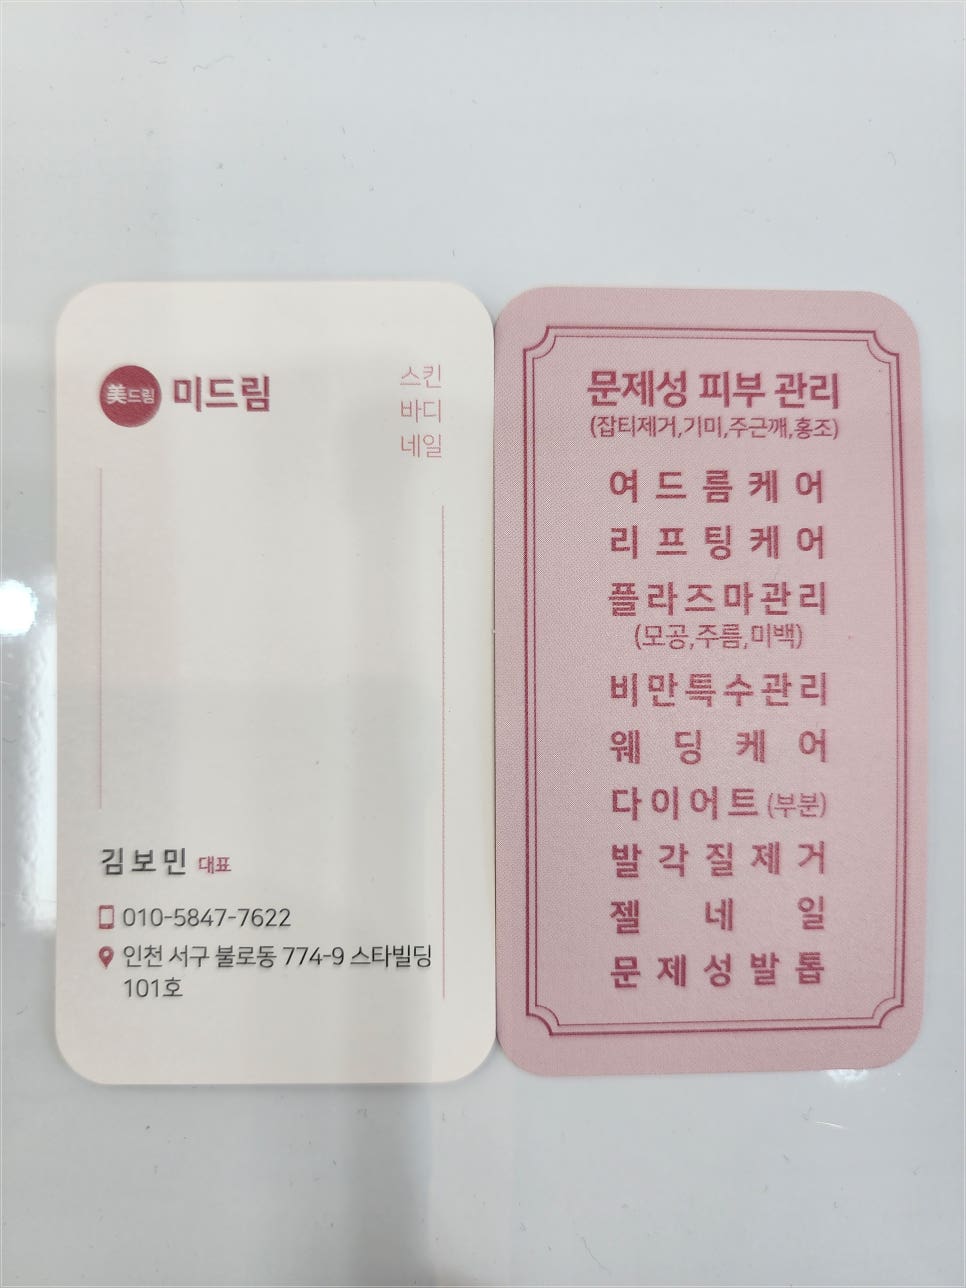 美드림 미드림
스킨
바디
네일
김보민 대표
010-5847-7622
인천 서구 불로동 774-9 스타빌딩
101호
문제성 피부 관리
(잡티제거,기미,주근깨,홍조)
여드름케어
리프팅케어
플라즈마관리
(모공,주름,미백)
비만특수관리
웨딩케어
다이어트(부분)
발각질제거
젤네일
문제성발톱